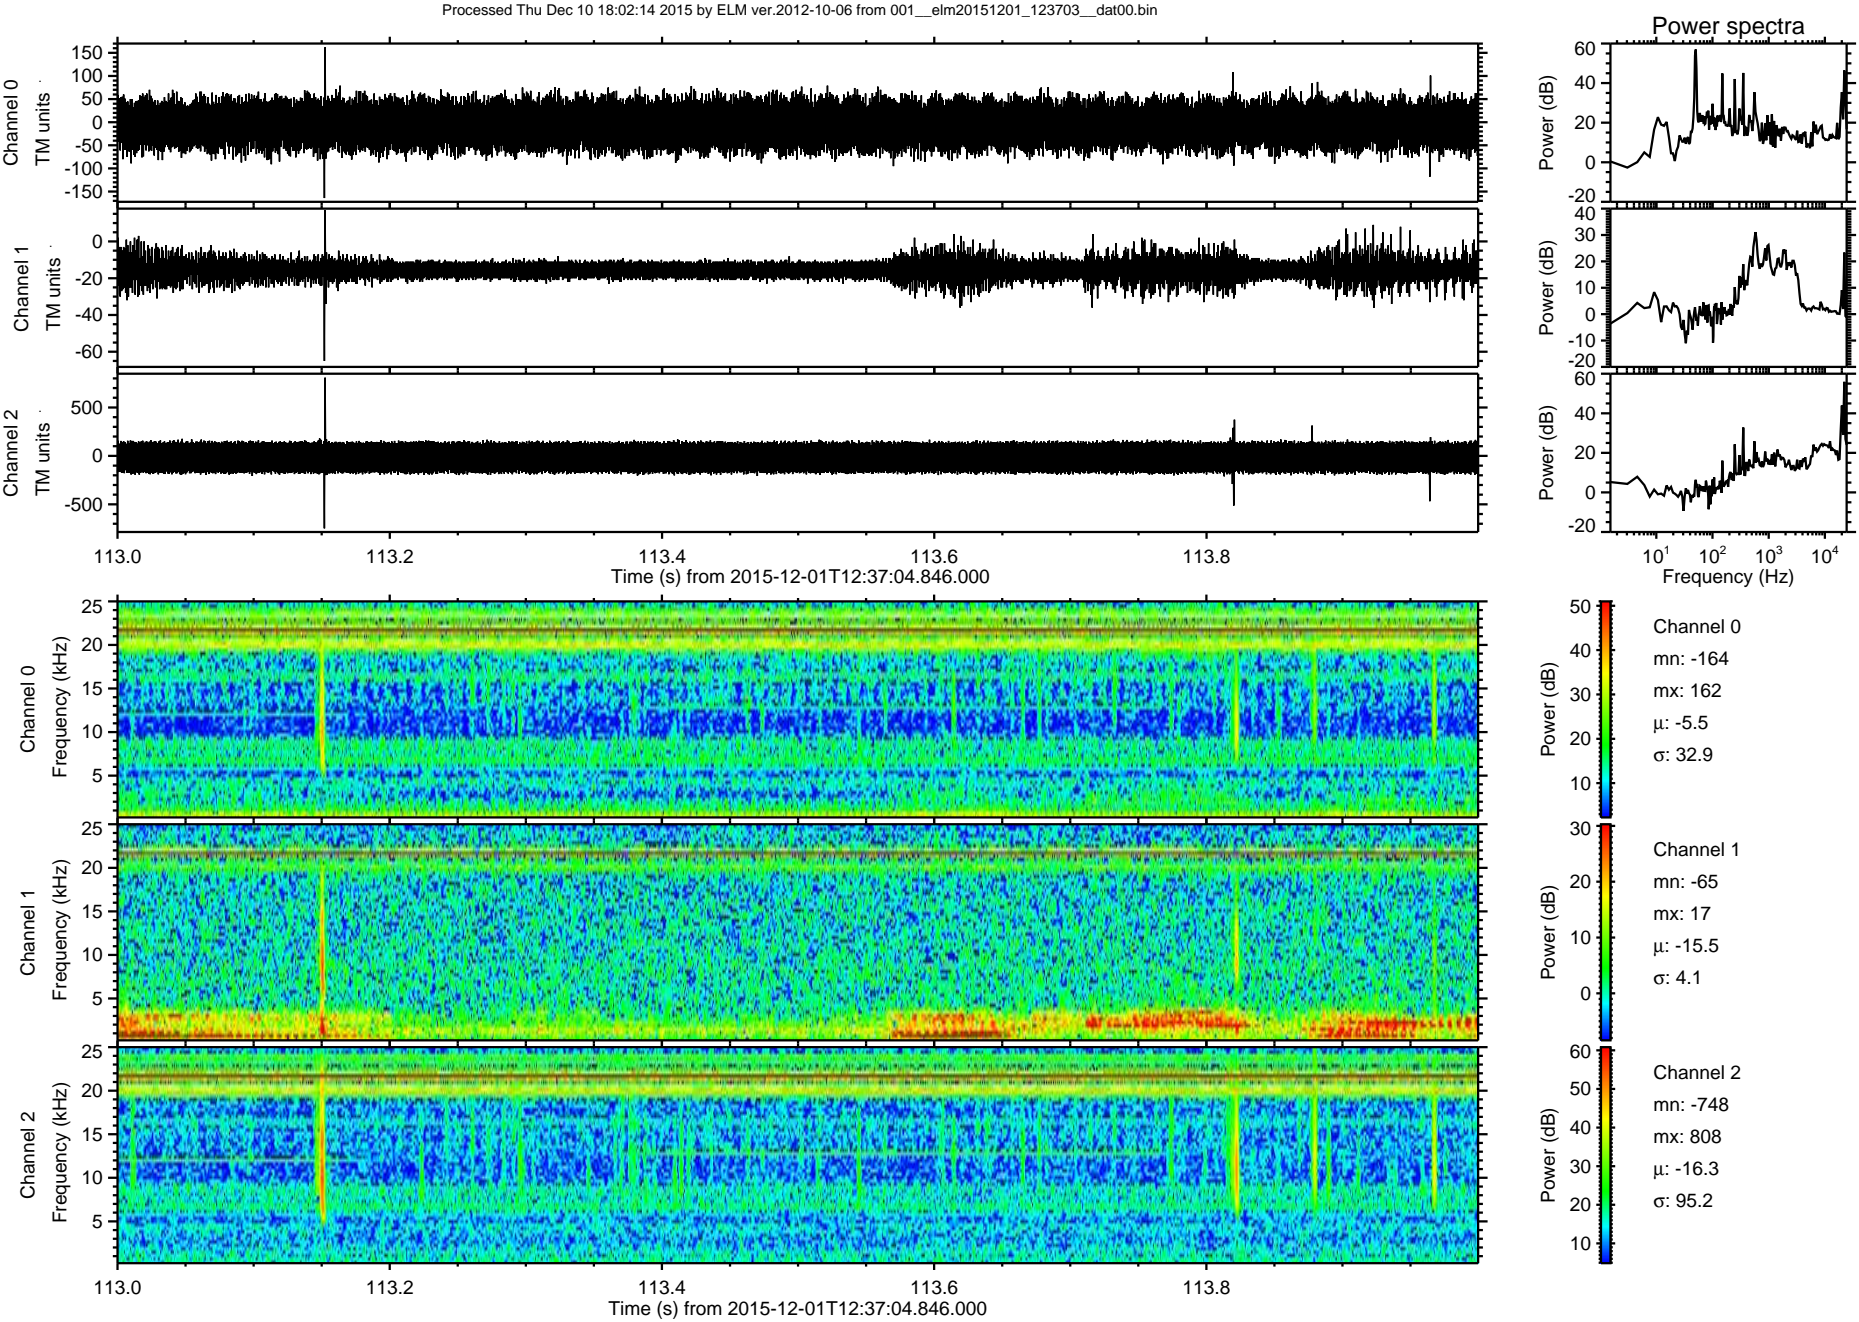 Processed Thu Dec 10 18:02:14 2015 by ELM ver.2012-10-06 from 001__elm20151201_123703__dat00.bin
Power spectra
Channel 0
TM units
150
100
50
0
-50
-100
-150
Power (dB)
60
40
20
0
-20
Channel 1
TM units
0
-20
-40
-60
Power (dB)
40
30
20
10
0
-10
-20
Channel 2
TM units
500
0
-500
Power (dB)
60
40
20
0
-20
113.0 113.2 113.4 113.6 113.8
Time (s) from 2015-12-01T12:37:04.846.000
10¹ 10² 10³ 10⁴
Frequency (Hz)
Channel 0
Frequency (kHz)
25
20
15
10
5
Power (dB)
50
40
30
20
10
Channel 0
mn: -164
mx: 162
μ: -5.5
σ: 32.9
Channel 1
Frequency (kHz)
25
20
15
10
5
Power (dB)
30
20
10
0
Channel 1
mn: -65
mx: 17
μ: -15.5
σ: 4.1
Channel 2
Frequency (kHz)
25
20
15
10
5
Power (dB)
60
50
40
30
20
10
Channel 2
mn: -748
mx: 808
μ: -16.3
σ: 95.2
113.0 113.2 113.4 113.6 113.8
Time (s) from 2015-12-01T12:37:04.846.000